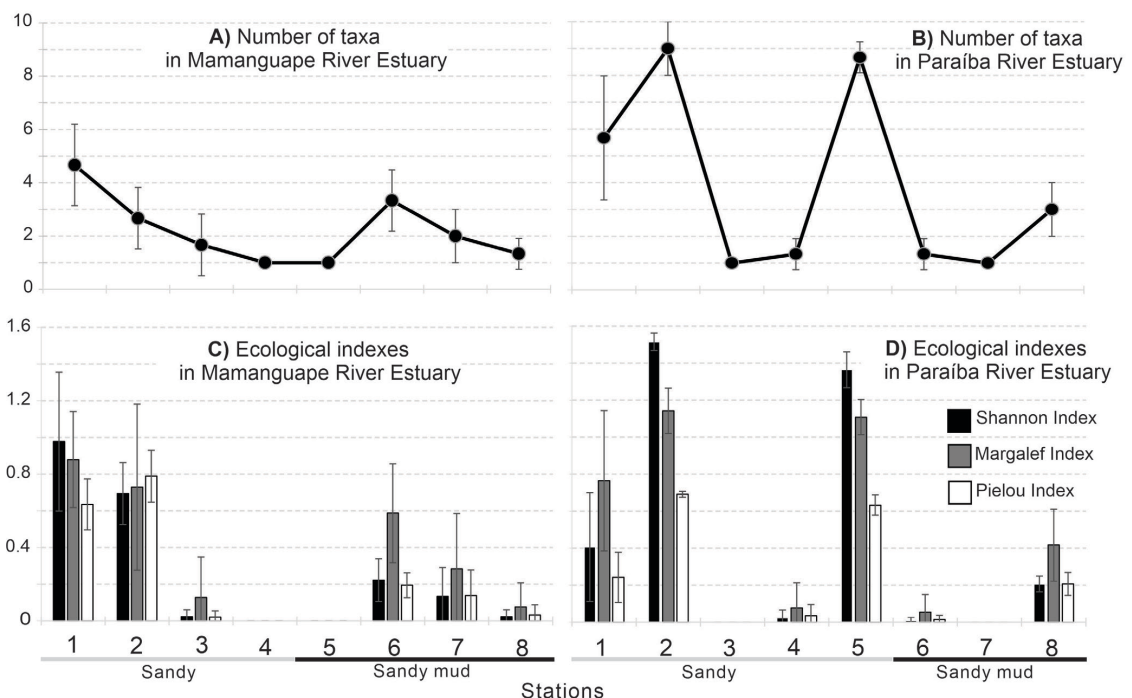 10
8
6
4
2
0
A) Number of taxa
in Mamanguape River Estuary
B) Number of taxa
in Paraíba River Estuary
1.6
1.2
0.8
0.4
0
C) Ecological indexes
in Mamanguape River Estuary
D) Ecological indexes
in Paraíba River Estuary
Shannon Index
Margalef Index
Pielou Index
1 2 3 4 5 6 7 8
Sandy Sandy mud
1 2 3 4 5 6 7 8
Sandy Sandy mud
Stations